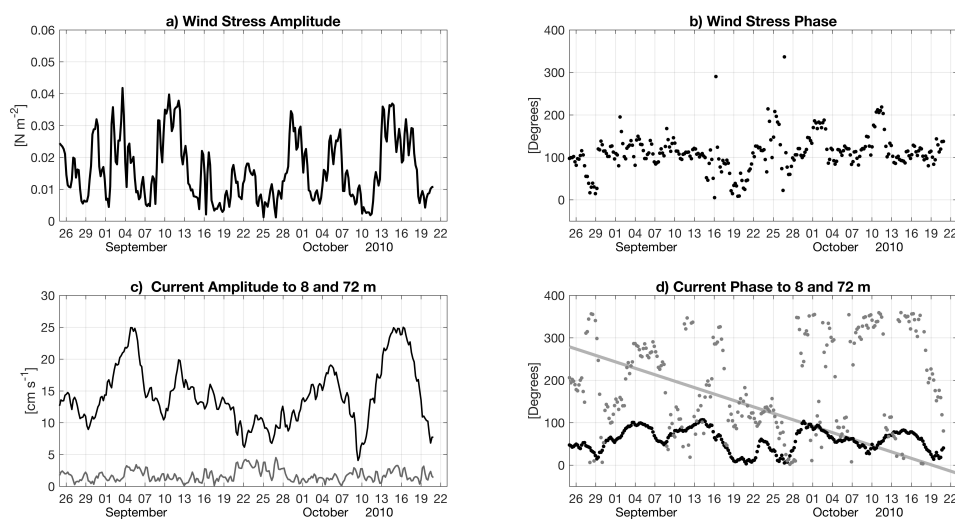 a) Wind Stress Amplitude
0.06
0.05
0.04
0.03
0.02
0.01
0
[N m⁻²]
26 29 01 04 07 10 13 16 19 22 25 28 01 04 07 10 13 16 19 22
September October 2010
b) Wind Stress Phase
400
300
200
100
0
[Degrees]
26 29 01 04 07 10 13 16 19 22 25 28 01 04 07 10 13 16 19 22
September October 2010
c) Current Amplitude to 8 and 72 m
30
25
20
15
10
5
0
[cm s⁻¹]
26 29 01 04 07 10 13 16 19 22 25 28 01 04 07 10 13 16 19 22
September October 2010
d) Current Phase to 8 and 72 m
400
300
200
100
0
[Degrees]
26 29 01 04 07 10 13 16 19 22 25 28 01 04 07 10 13 16 19 22
September October 2010